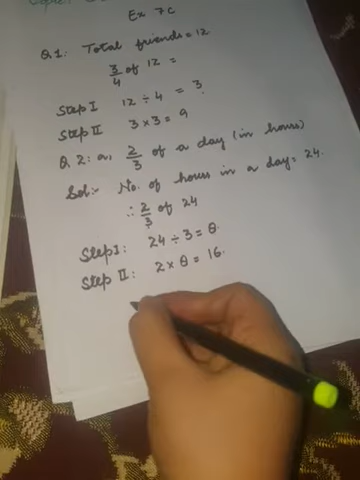 Ex 7c
Q1: Total friends = 12
3/4 of 12 =
Step I 12 ÷ 4 = 3.
Step II 3 × 3 = 9
Q.2: a, 2/3 of a day (in hours)
Sol:- No. of hours in a day = 24.
∴ 2/3 of 24
Step I: 24 ÷ 3 = 8.
Step II: 2 × 8 = 16.